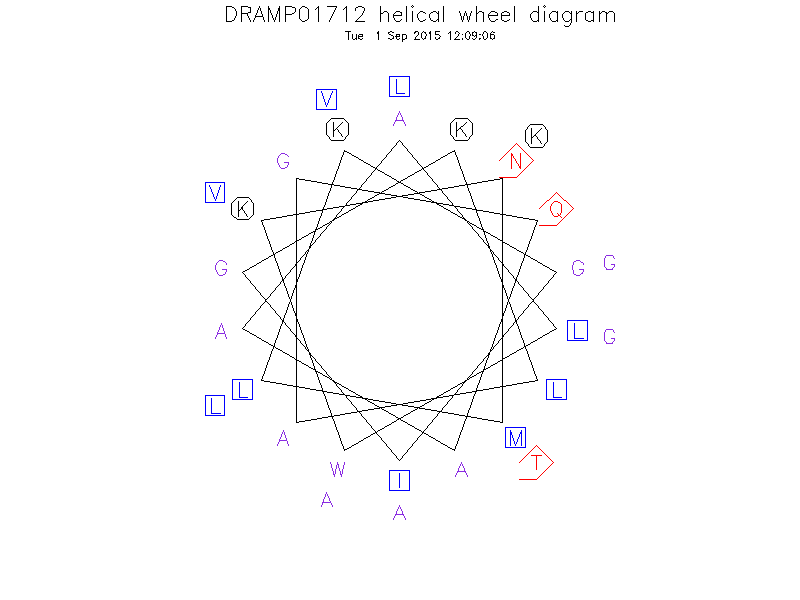 DRAMP01712 helical wheel diagram
Tue 1 Sep 2015 12:09:06
L
V
A
K
K
K
G
N
V
K
Q
G
G
G
A
L
G
L
L
L
A
M
W
A
T
I
A
A